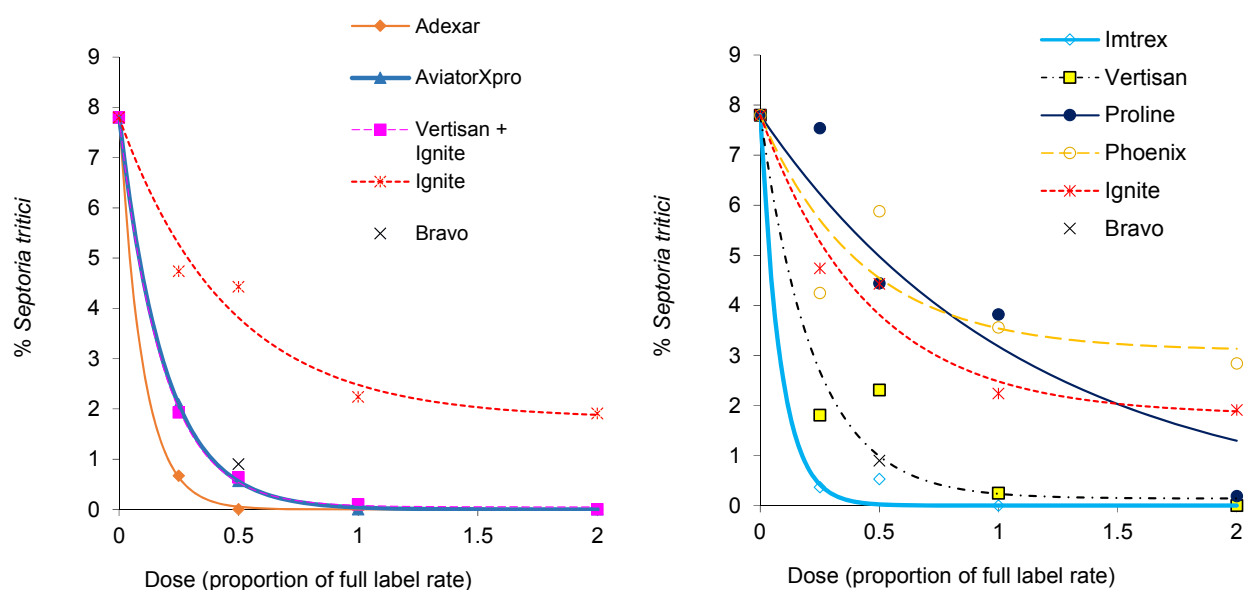 Adexar
AviatorXpro
Vertisan +
Ignite
Ignite
Bravo
9
8
7
6
5
4
3
2
1
0
% Septoria tritici
0
0.5
1
1.5
2
Dose (proportion of full label rate)
Imtrex
Vertisan
Proline
Phoenix
Ignite
Bravo
9
8
7
6
5
4
3
2
1
0
% Septoria tritici
0
0.5
1
1.5
2
Dose (proportion of full label rate)